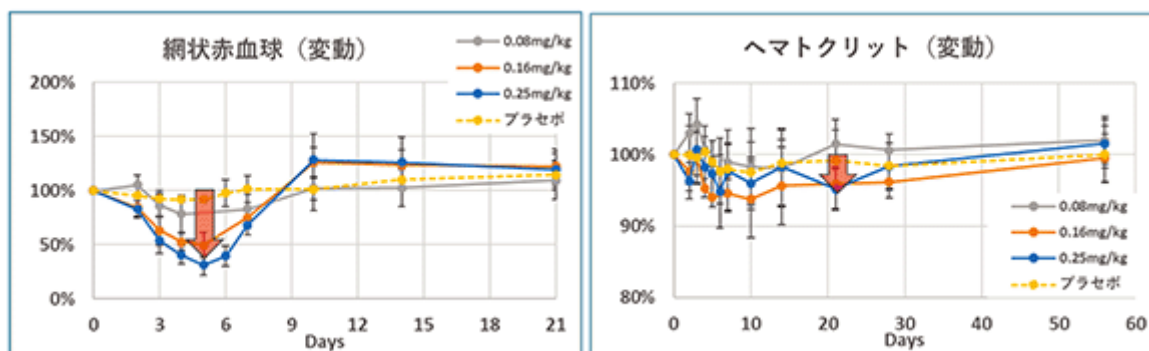 網状赤血球（変動）
0.08mg/kg
0.16mg/kg
0.25mg/kg
プラセボ
200%
150%
100%
50%
0%
0 3 6 9 12 15 18 21
Days
ヘマトクリット（変動）
110%
100%
90%
80%
0.08mg/kg
0.16mg/kg
0.25mg/kg
プラセボ
0 10 20 30 40 50 60
Days